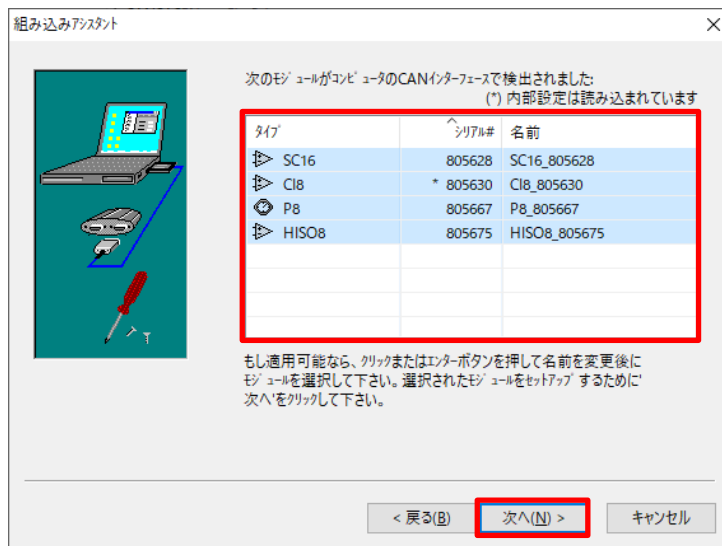 組み込みアシスタント
次のモジュールがコンピュータのCANインターフェースで検出されました:
(*) 内部設定は読み込まれています
タイプ シリアル# 名前
SC16 805628 SC16_805628
CI8 * 805630 CI8_805630
P8 805667 P8_805667
HISO8 805675 HISO8_805675
もし適用可能なら、クリックまたはエンターボタンを押して名前を変更後に
モジュールを選択して下さい。選択されたモジュールをセットアップするために'
次へ'をクリックして下さい。
< 戻る(B) 次へ(N) > キャンセル